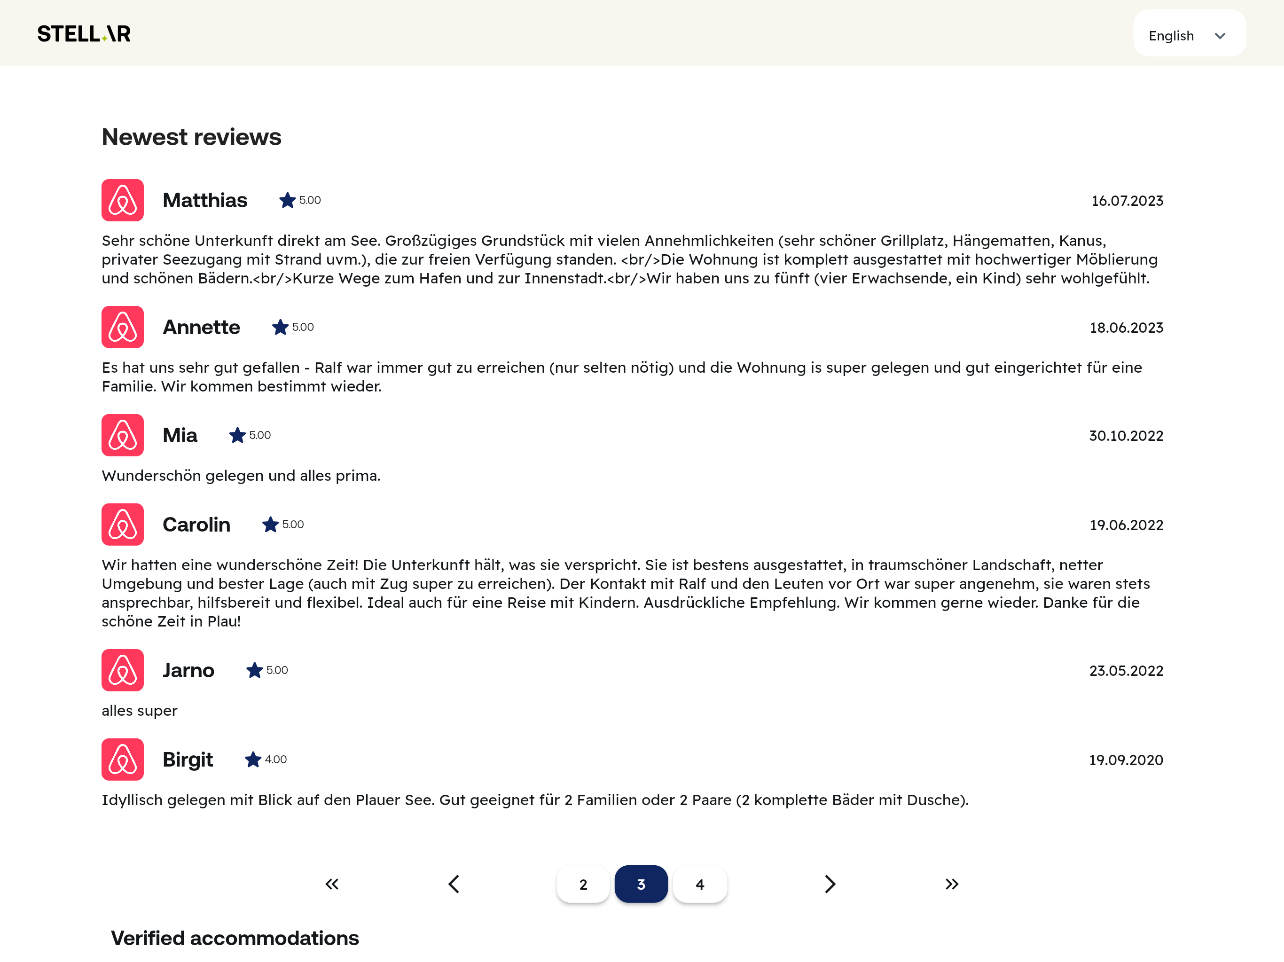 STELLAR
English
Newest reviews
Matthias 5.00 16.07.2023
Sehr schöne Unterkunft direkt am See. Großzügiges Grundstück mit vielen Annehmlichkeiten (sehr schöner Grillplatz, Hängematten, Kanus,
privater Seezugang mit Strand uvm.), die zur freien Verfügung standen. <br/>Die Wohnung ist komplett ausgestattet mit hochwertiger Möblierung
und schönen Bädern.<br/>Kurze Wege zum Hafen und zur Innenstadt.<br/>Wir haben uns zu fünft (vier Erwachsende, ein Kind) sehr wohlgefühlt.
Annette 5.00 18.06.2023
Es hat uns sehr gut gefallen - Ralf war immer gut zu erreichen (nur selten nötig) und die Wohnung is super gelegen und gut eingerichtet für eine
Familie. Wir kommen bestimmt wieder.
Mia 5.00 30.10.2022
Wunderschön gelegen und alles prima.
Carolin 5.00 19.06.2022
Wir hatten eine wunderschöne Zeit! Die Unterkunft hält, was sie verspricht. Sie ist bestens ausgestattet, in traumschöner Landschaft, netter
Umgebung und bester Lage (auch mit Zug super zu erreichen). Der Kontakt mit Ralf und den Leuten vor Ort war super angenehm, sie waren stets
ansprechbar, hilfsbereit und flexibel. Ideal auch für eine Reise mit Kindern. Ausdrückliche Empfehlung. Wir kommen gerne wieder. Danke für die
schöne Zeit in Plau!
Jarno 5.00 23.05.2022
alles super
Birgit 4.00 19.09.2020
Idyllisch gelegen mit Blick auf den Plauer See. Gut geeignet für 2 Familien oder 2 Paare (2 komplette Bäder mit Dusche).
2 3 4
Verified accommodations